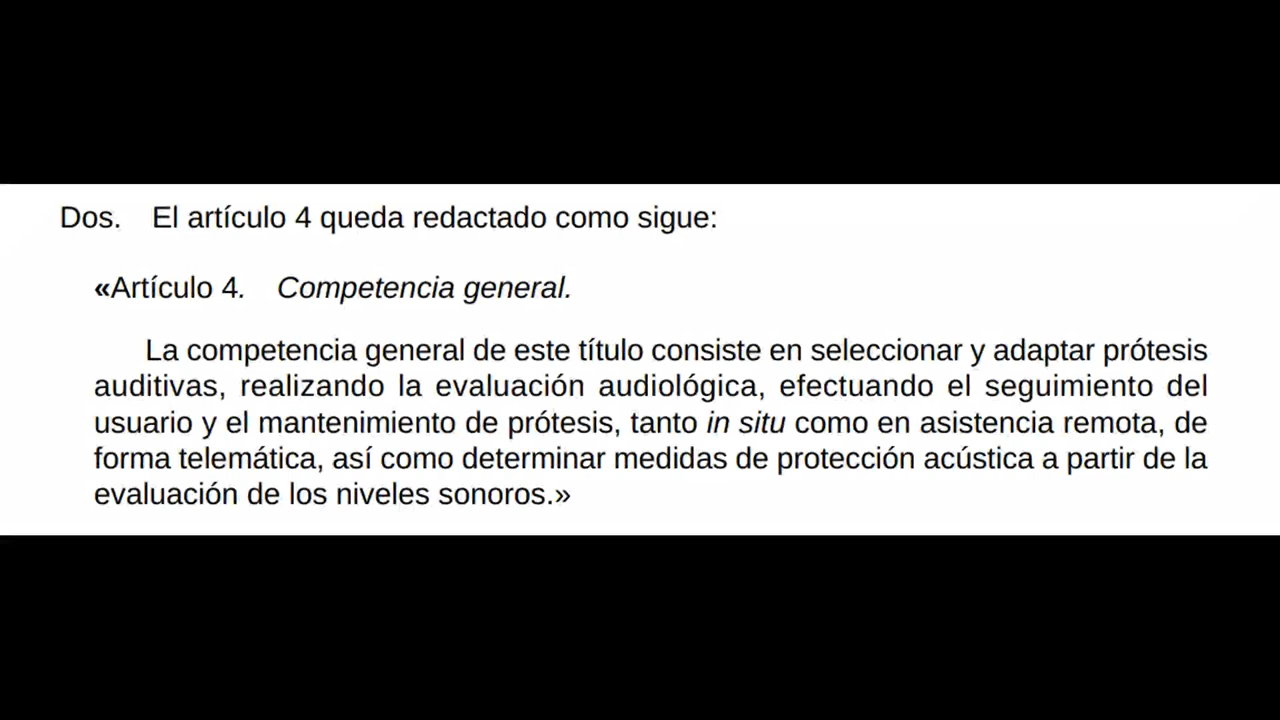 Dos. El artículo 4 queda redactado como sigue:
«Artículo 4. Competencia general.
La competencia general de este título consiste en seleccionar y adaptar prótesis
auditivas, realizando la evaluación audiológica, efectuando el seguimiento del
usuario y el mantenimiento de prótesis, tanto in situ como en asistencia remota, de
forma telemática, así como determinar medidas de protección acústica a partir de la
evaluación de los niveles sonoros.»